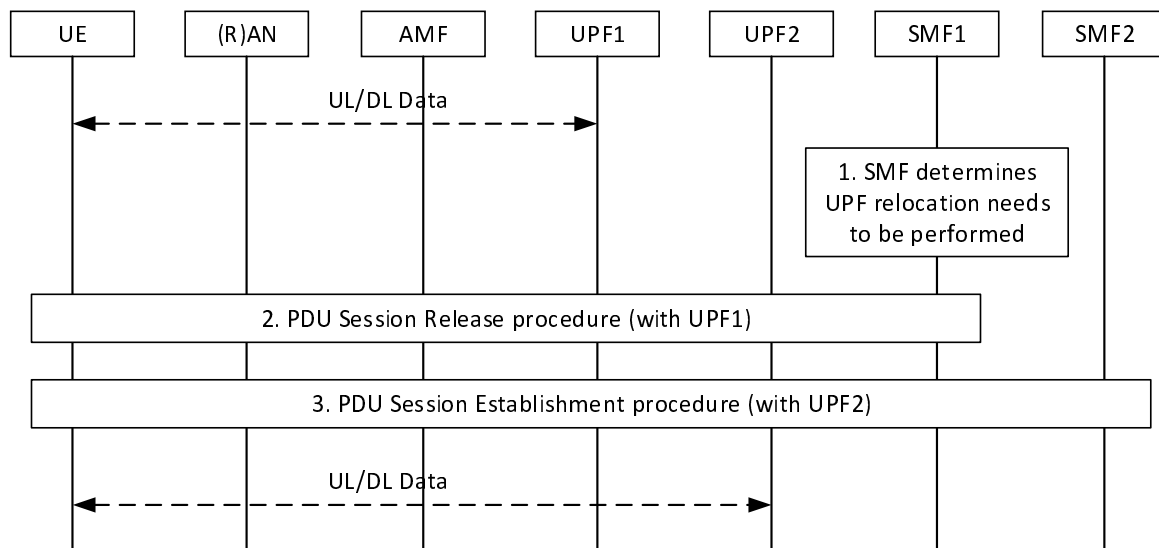 UE
(R)AN
AMF
UPF1
UPF2
SMF1
SMF2
UL/DL Data
1. SMF determines
UPF relocation needs
to be performed
2. PDU Session Release procedure (with UPF1)
3. PDU Session Establishment procedure (with UPF2)
UL/DL Data